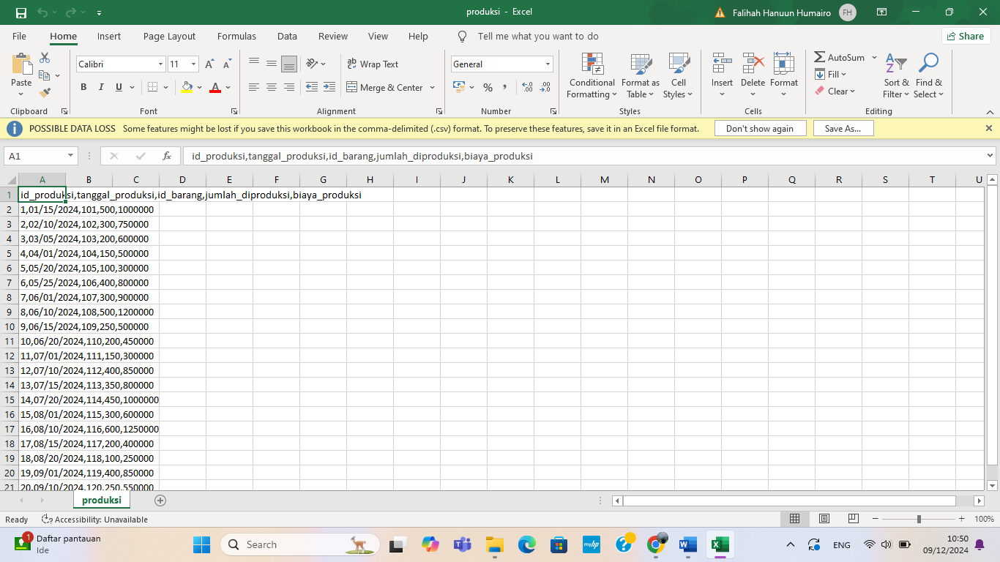 produksi - Excel
Falihah Hanuun Humairo FH
File Home Insert Page Layout Formulas Data Review View Help Tell me what you want to do Share
Paste
Clipboard
Calibri 11
B I U A A A
Font
ab Wrap Text
Merge & Center
Alignment
General
% , .00
Number
Conditional Formatting
Format as Table
Cell Styles
Styles
Insert Delete Format
Cells
AutoSum
Fill
Clear
Sort & Filter
Find & Select
Editing
POSSIBLE DATA LOSS Some features might be lost if you save this workbook in the comma-delimited (.csv) format. To preserve these features, save it in an Excel file format. Don't show again Save As...
A1 fx id_produksi,tanggal_produksi,id_barang,jumlah_diproduksi,biaya_produksi
A B C D E F G H I J K L M N O P Q R S T U
1 id_produksi,tanggal_produksi,id_barang,jumlah_diproduksi,biaya_produksi
2 1,01/15/2024,101,500,1000000
3 2,02/10/2024,102,300,750000
4 3,03/05/2024,103,200,600000
5 4,04/01/2024,104,150,500000
6 5,05/20/2024,105,100,300000
7 6,05/25/2024,106,400,800000
8 7,06/01/2024,107,300,900000
9 8,06/10/2024,108,500,1200000
10 9,06/15/2024,109,250,500000
11 10,06/20/2024,110,200,450000
12 11,07/01/2024,111,150,300000
13 12,07/10/2024,112,400,850000
14 13,07/15/2024,113,350,800000
15 14,07/20/2024,114,450,1000000
16 15,08/01/2024,115,300,600000
17 16,08/10/2024,116,600,1250000
18 17,08/15/2024,117,200,400000
19 18,08/20/2024,118,100,250000
20 19,09/01/2024,119,400,850000
21 20,09/10/2024,120,250,550000
produksi
Ready Accessibility: Unavailable 100%
1 Daftar pantauan
Ide
Search
myhp
ENG
10:50
09/12/2024